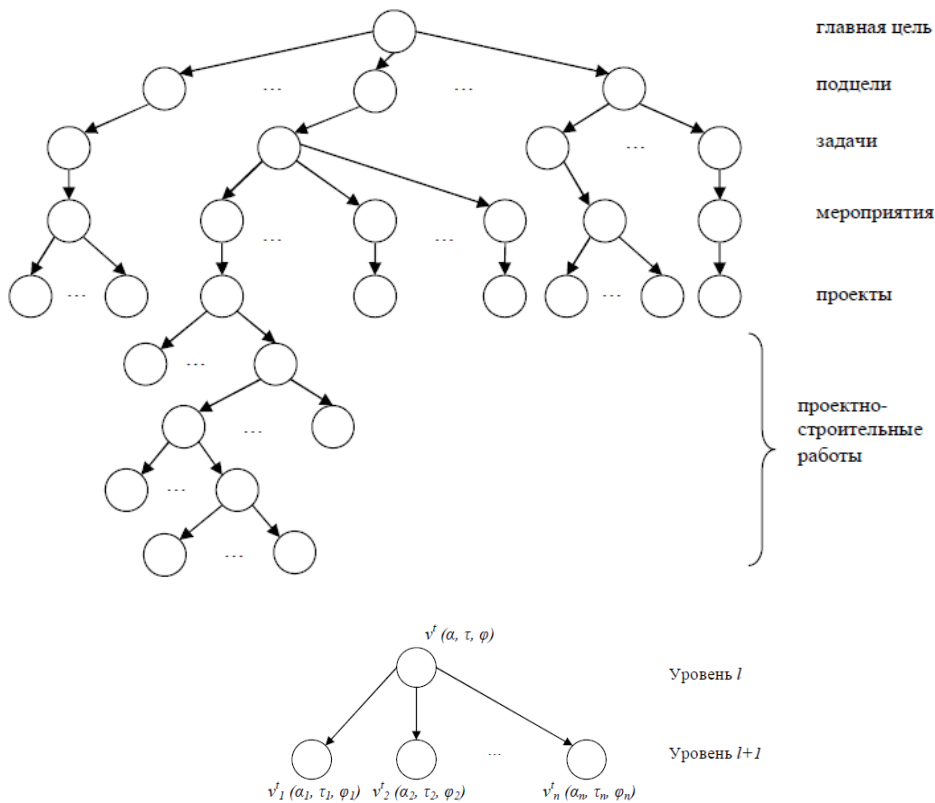 главная цель
... ...
подцели
...
задачи
... ...
мероприятия
... ...
проекты
...
...
проектно-
строительные
работы
...
...
v^t (α, τ, φ)
Уровень l
...
Уровень l+1
v^t_1 (α_1, τ_1, φ_1) v^t_2 (α_2, τ_2, φ_2) v^t_n (α_n, τ_n, φ_n)